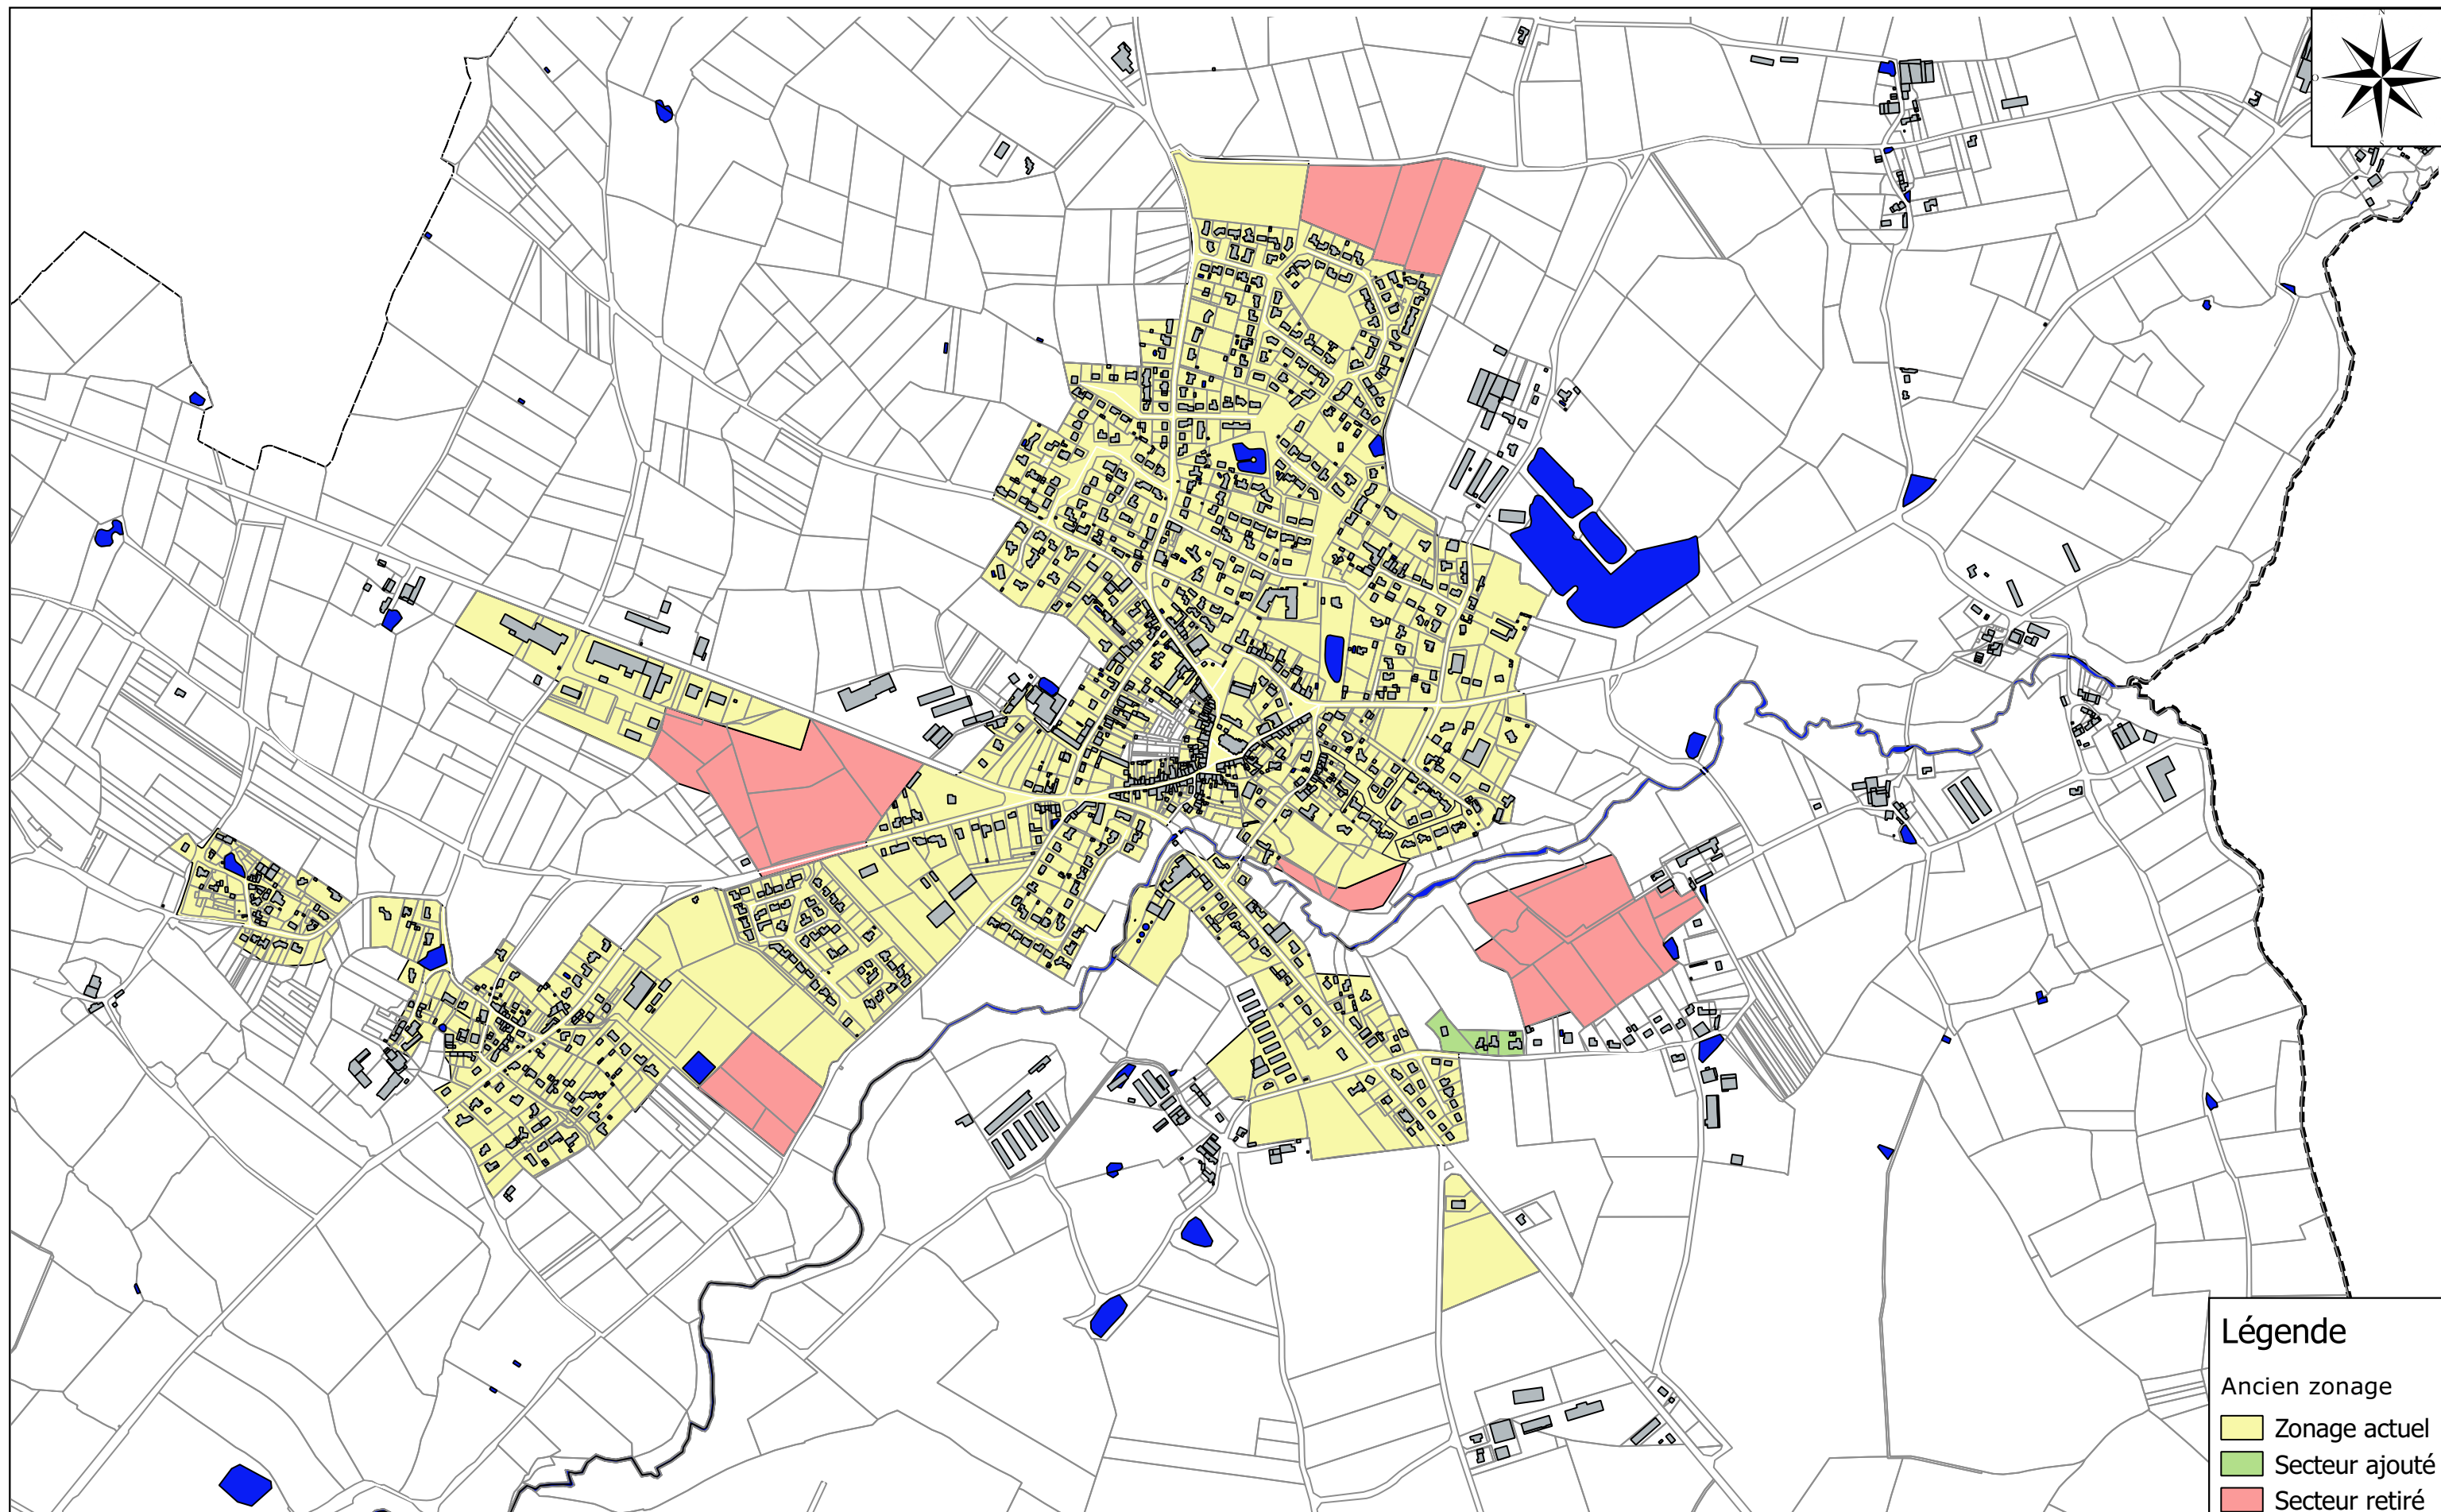 N
O
S
Légende
Ancien zonage
Zonage actuel
Secteur ajouté
Secteur retiré